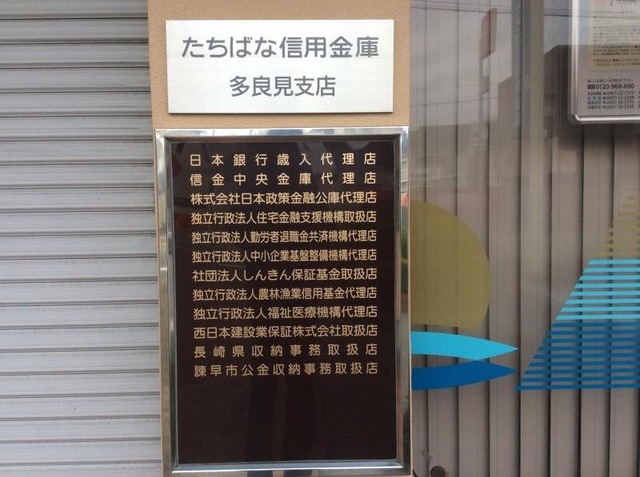 たちばな信用金庫
多良見支店
日本銀行歳入代理店
信金中央金庫代理店
株式会社日本政策金融公庫代理店
独立行政法人住宅金融支援機構取扱店
独立行政法人勤労者退職金共済機構代理店
独立行政法人中小企業基盤整備機構代理店
社団法人しんきん保証基金取扱店
独立行政法人農林漁業信用基金代理店
独立行政法人福祉医療機構代理店
西日本建設業保証株式会社取扱店
長崎県収納事務取扱店
諫早市公金収納事務取扱店
0120-968-690